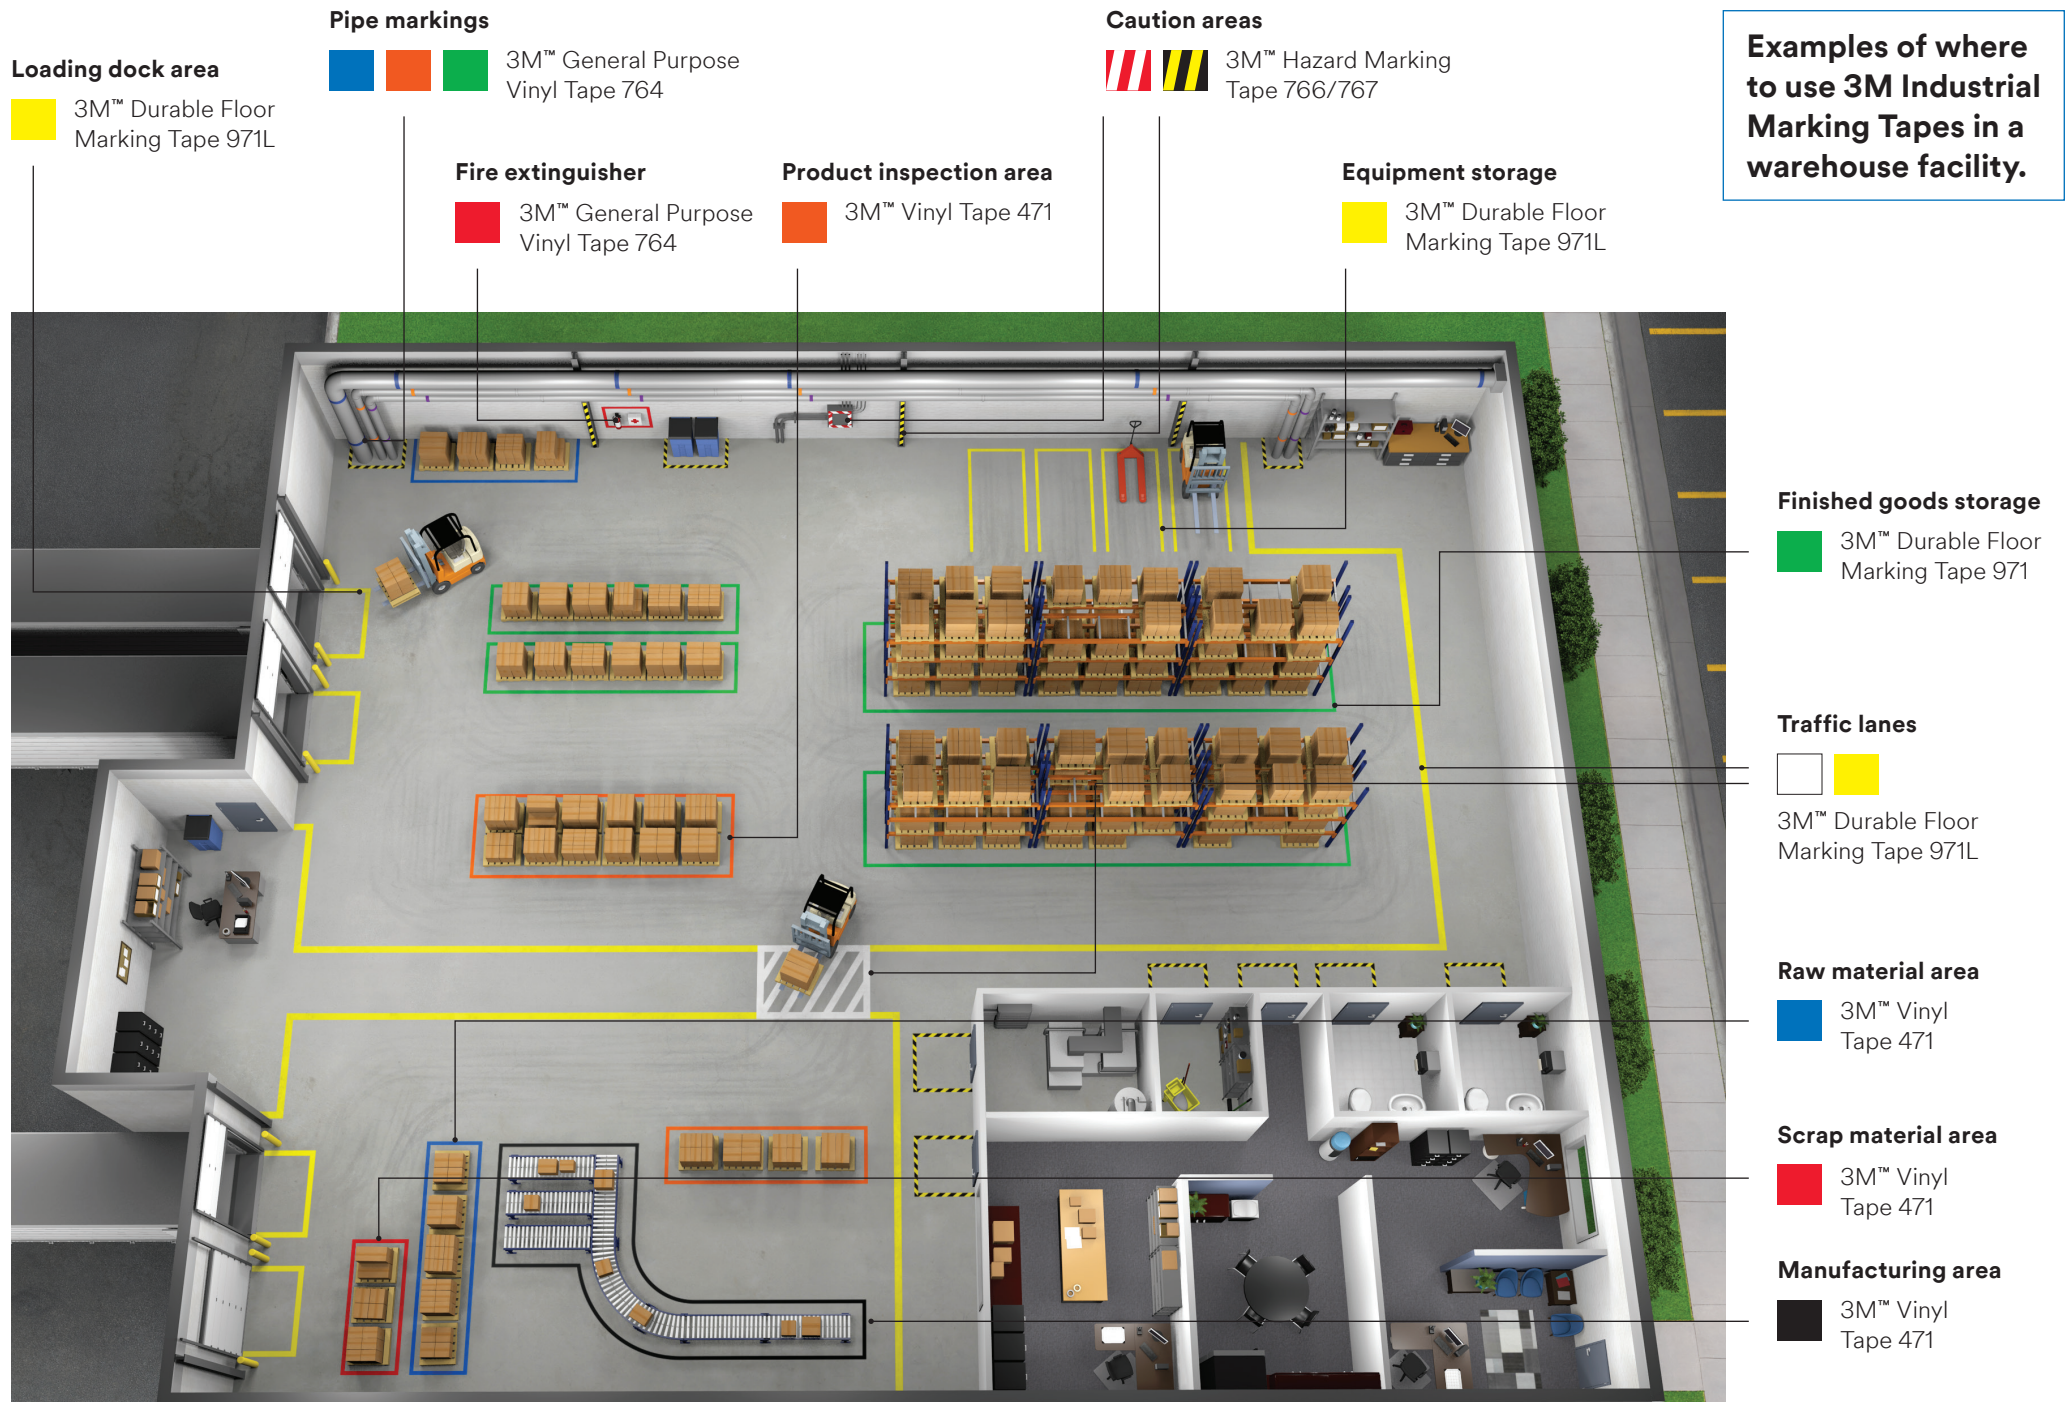 Pipe markings
3M™ General Purpose
Vinyl Tape 764
Caution areas
3M™ Hazard Marking
Tape 766/767
Examples of where
to use 3M Industrial
Marking Tapes in a
warehouse facility.
Loading dock area
3M™ Durable Floor
Marking Tape 971L
Fire extinguisher
3M™ General Purpose
Vinyl Tape 764
Product inspection area
3M™ Vinyl Tape 471
Equipment storage
3M™ Durable Floor
Marking Tape 971L
Finished goods storage
3M™ Durable Floor
Marking Tape 971
Traffic lanes
3M™ Durable Floor
Marking Tape 971L
Raw material area
3M™ Vinyl
Tape 471
Scrap material area
3M™ Vinyl
Tape 471
Manufacturing area
3M™ Vinyl
Tape 471